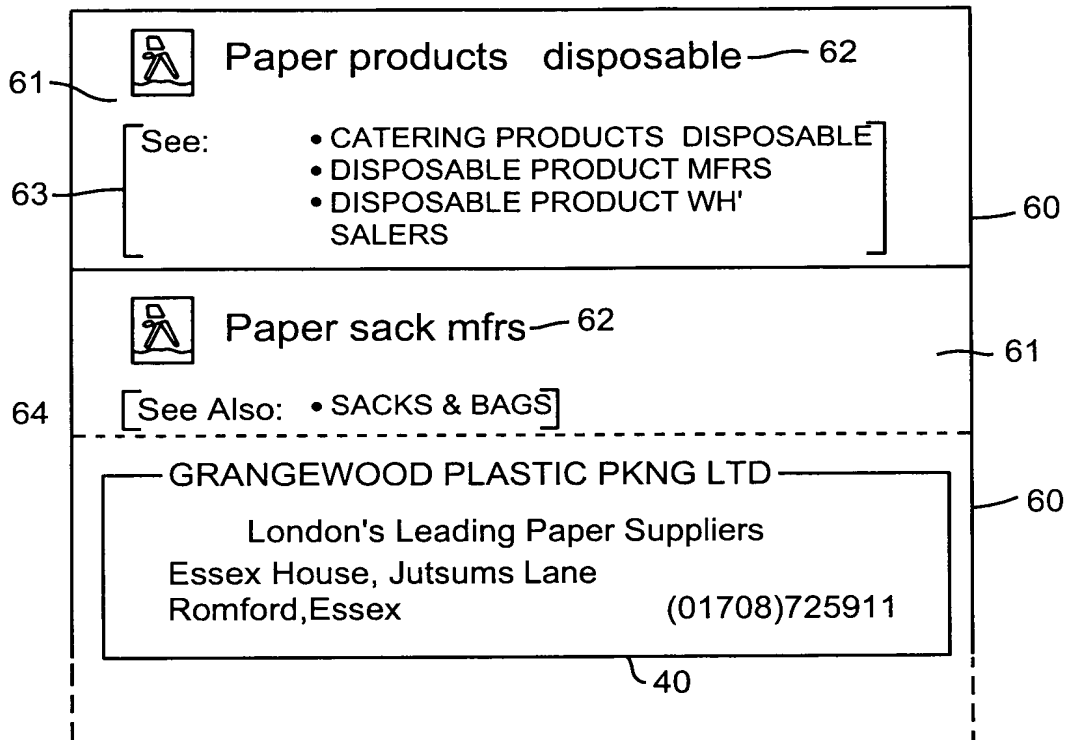 Paper products disposable 62
61
See: • CATERING PRODUCTS DISPOSABLE
• DISPOSABLE PRODUCT MFRS
63
• DISPOSABLE PRODUCT WH'
60
SALERS
Paper sack mfrs 62
61
64 [See Also: • SACKS & BAGS]
GRANGEWOOD PLASTIC PKNG LTD
60
London's Leading Paper Suppliers
Essex House, Jutsums Lane
Romford,Essex (01708)725911
40